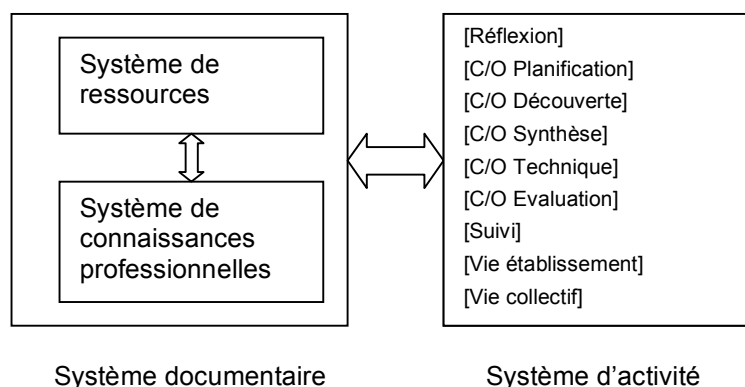 Système de
ressources
Système de
connaissances
professionnelles
[Réflexion]
[C/O Planification]
[C/O Découverte]
[C/O Synthèse]
[C/O Technique]
[C/O Evaluation]
[Suivi]
[Vie établissement]
[Vie collectif]
Système documentaire
Système d'activité